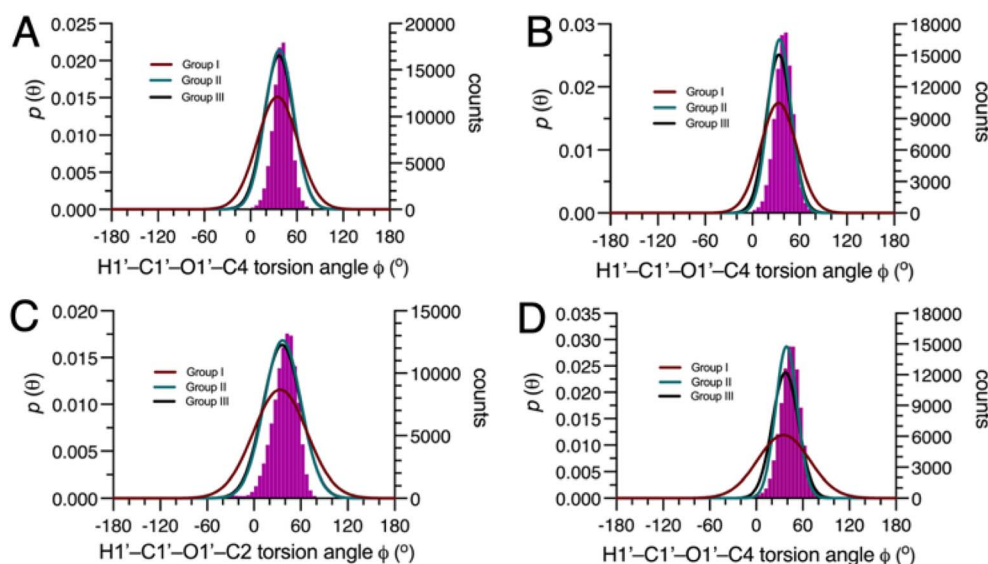 A
p (θ)
0.025
0.020
0.015
0.010
0.005
0.000
Group I
Group II
Group III
20000
15000
10000
5000
0
counts
-180 -120 -60 0 60 120 180
H1'–C1'–O1'–C4 torsion angle ϕ (°)
B
p (θ)
0.03
0.02
0.01
0.00
Group I
Group II
Group III
18000
15000
12000
9000
6000
3000
0
counts
-180 -120 -60 0 60 120 180
H1'–C1'–O1'–C4 torsion angle ϕ (°)
C
p (θ)
0.020
0.015
0.010
0.005
0.000
Group I
Group II
Group III
15000
10000
5000
0
counts
-180 -120 -60 0 60 120 180
H1'–C1'–O1'–C2 torsion angle ϕ (°)
D
p (θ)
0.035
0.030
0.025
0.020
0.015
0.010
0.005
0.000
Group I
Group II
Group III
18000
15000
12000
9000
6000
3000
0
counts
-180 -120 -60 0 60 120 180
H1'–C1'–O1'–C4 torsion angle ϕ (°)